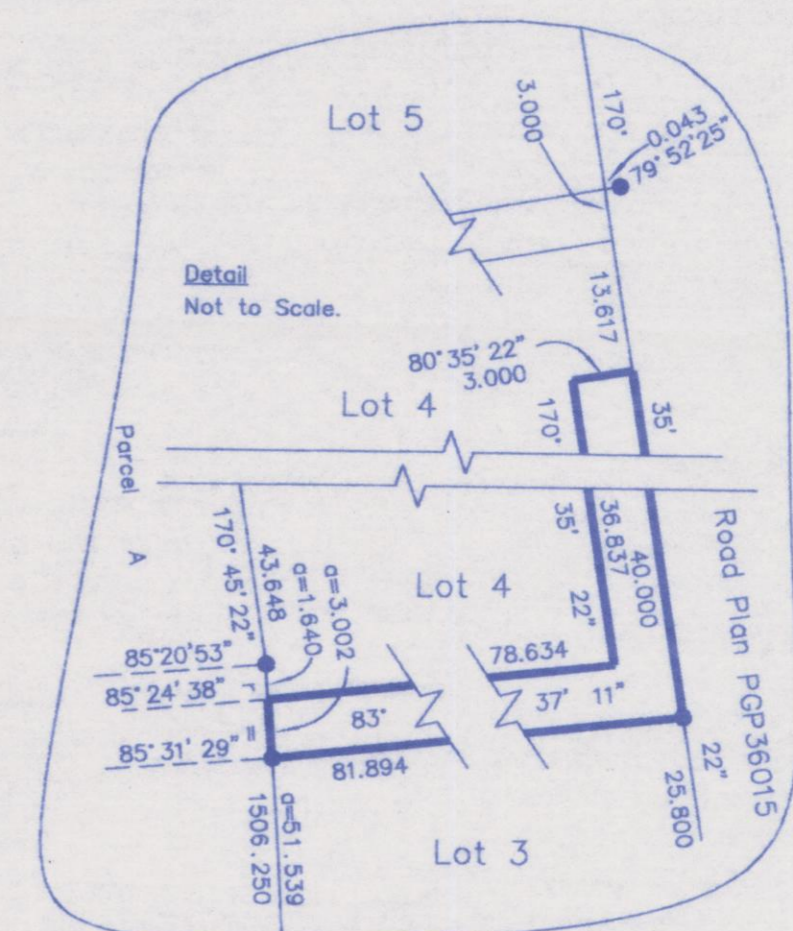 Lot 5
3.000
170°
0.043
79° 52' 25"
Detail
Not to Scale.
13.617
80° 35' 22"
3.000
Lot 4
170°
35'
Parcel
A
170° 45' 22"
43.648
a=1.640
a=3.002
35'
36.837
22"
40.000
Road Plan PGP36015
Lot 4
85°20'53"
85°24' 38"
85° 31' 29"
r
=
1506.250
a=51.539
78.634
83°
37' 11"
81.894
22"
25.800
Lot 3